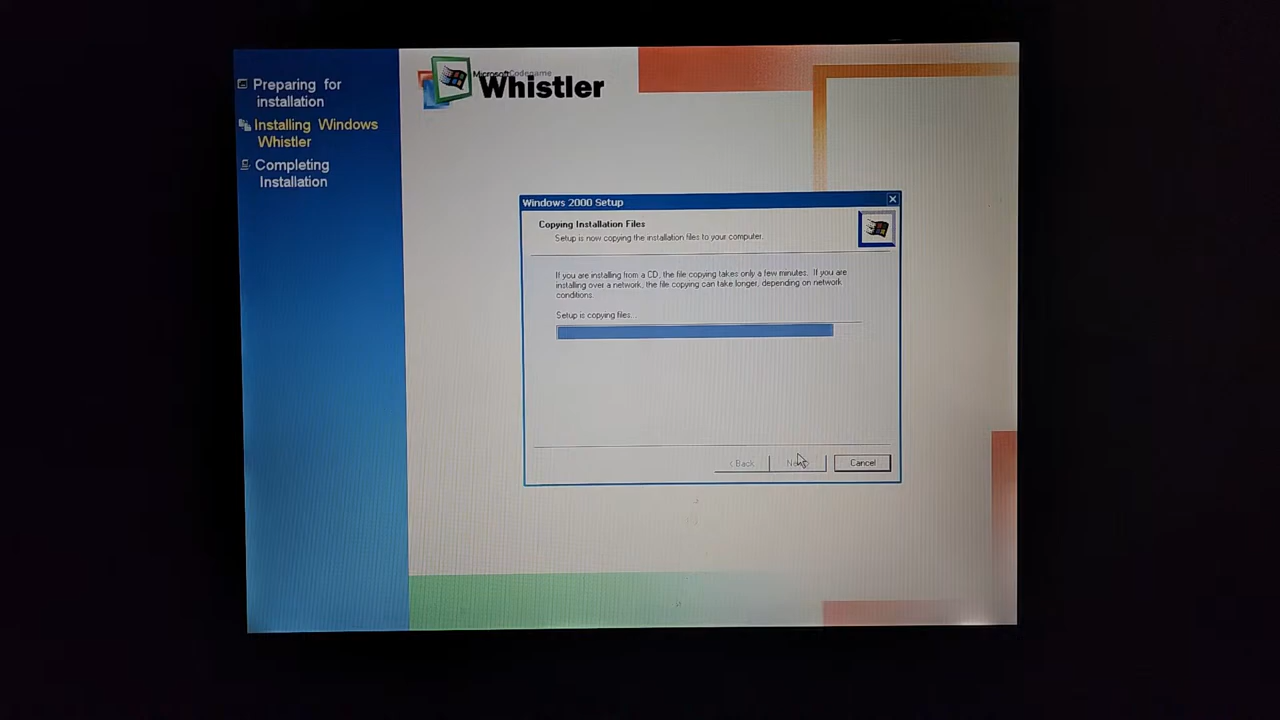 Preparing for
installation
Installing Windows
Whistler
Completing
Installation
Microsoft Codename
Whistler
Windows 2000 Setup
Copying Installation Files
Setup is now copying the installation files to your computer.
If you are installing from a CD, the file copying takes only a few minutes. If you are
installing over a network, the file copying can take longer, depending on network
conditions.
Setup is copying files...
< Back
Next >
Cancel